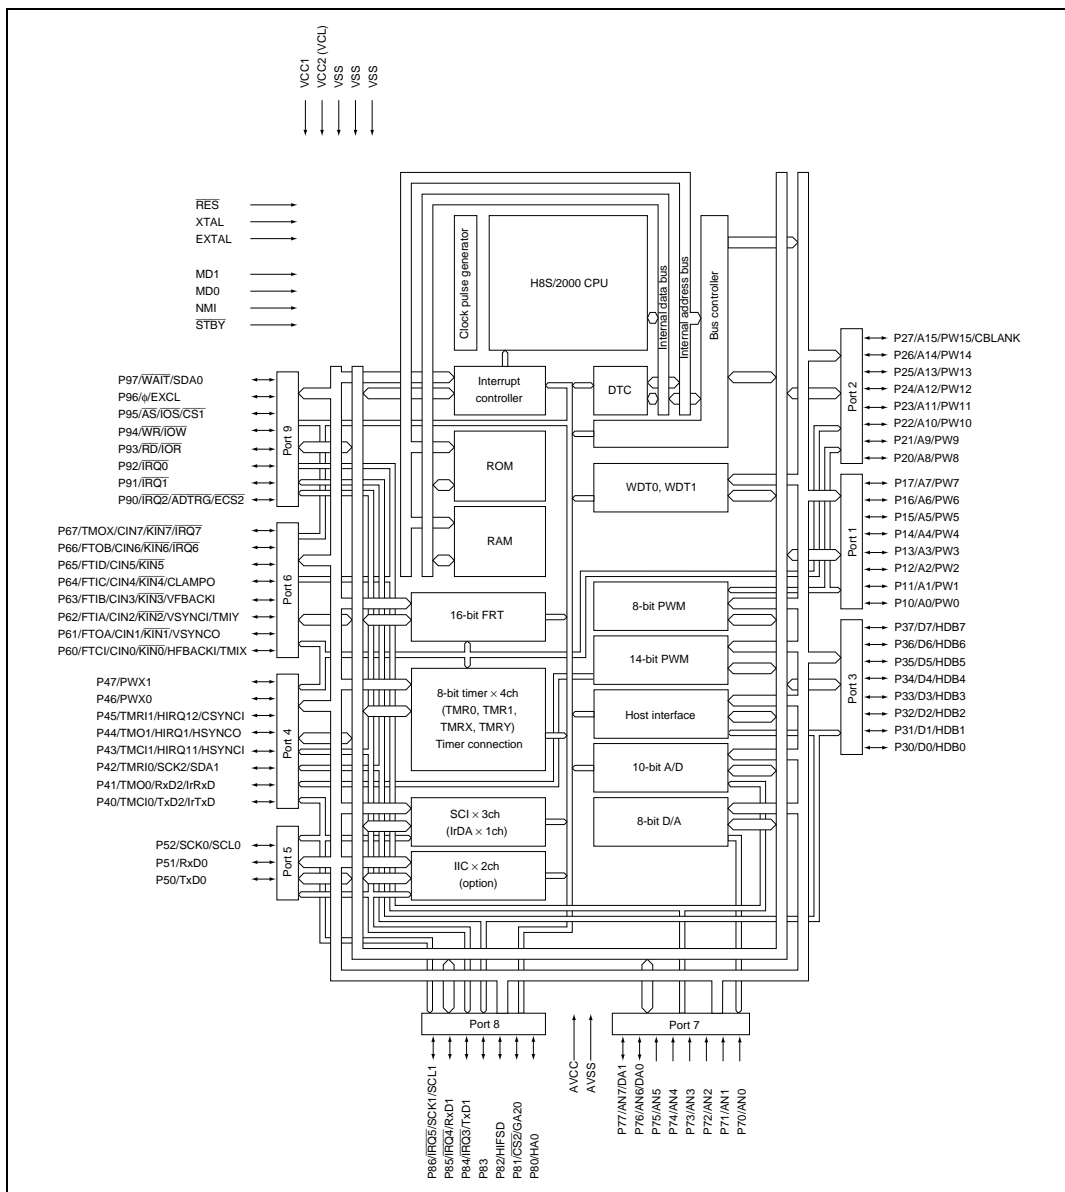 VCC1
VCC2 (VCL)
VSS
VSS
VSS
RES
XTAL
EXTAL
MD1
MD0
NMI
STBY
Clock pulse generator
H8S/2000 CPU
Internal data bus
Internal address bus
Bus controller
Interrupt
controller
DTC
ROM
RAM
WDT0, WDT1
16-bit FRT
8-bit PWM
14-bit PWM
8-bit timer × 4ch
(TMR0, TMR1,
TMRX, TMRY)
Timer connection
Host interface
10-bit A/D
8-bit D/A
SCI × 3ch
(IrDA × 1ch)
IIC × 2ch
(option)
P97/WAIT/SDA0
P96/φ/EXCL
P95/AS/IOS/CS1
P94/WR/IOW
P93/RD/IOR
P92/IRQ0
P91/IRQ1
P90/IRQ2/ADTRG/ECS2
Port 9
P67/TMOX/CIN7/KIN7/IRQ7
P66/FTOB/CIN6/KIN6/IRQ6
P65/FTID/CIN5/KIN5
P64/FTIC/CIN4/KIN4/CLAMPO
P63/FTIB/CIN3/KIN3/VFBACKI
P62/FTIA/CIN2/KIN2/VSYNCI/TMIY
P61/FTOA/CIN1/KIN1/VSYNCO
P60/FTCI/CIN0/KIN0/HFBACKI/TMIX
Port 6
P47/PWX1
P46/PWX0
P45/TMRI1/HIRQ12/CSYNCI
P44/TMO1/HIRQ1/HSYNCO
P43/TMCI1/HIRQ11/HSYNCI
P42/TMRI0/SCK2/SDA1
P41/TMO0/RxD2/IrRxD
P40/TMCI0/TxD2/IrTxD
Port 4
P52/SCK0/SCL0
P51/RxD0
P50/TxD0
Port 5
Port 2
P27/A15/PW15/CBLANK
P26/A14/PW14
P25/A13/PW13
P24/A12/PW12
P23/A11/PW11
P22/A10/PW10
P21/A9/PW9
P20/A8/PW8
Port 1
P17/A7/PW7
P16/A6/PW6
P15/A5/PW5
P14/A4/PW4
P13/A3/PW3
P12/A2/PW2
P11/A1/PW1
P10/A0/PW0
Port 3
P37/D7/HDB7
P36/D6/HDB6
P35/D5/HDB5
P34/D4/HDB4
P33/D3/HDB3
P32/D2/HDB2
P31/D1/HDB1
P30/D0/HDB0
Port 8
P86/IRQ5/SCK1/SCL1
P85/IRQ4/RxD1
P84/IRQ3/TxD1
P83
P82/HIFSD
P81/CS2/GA20
P80/HA0
AVCC
AVSS
Port 7
P77/AN7/DA1
P76/AN6/DA0
P75/AN5
P74/AN4
P73/AN3
P72/AN2
P71/AN1
P70/AN0